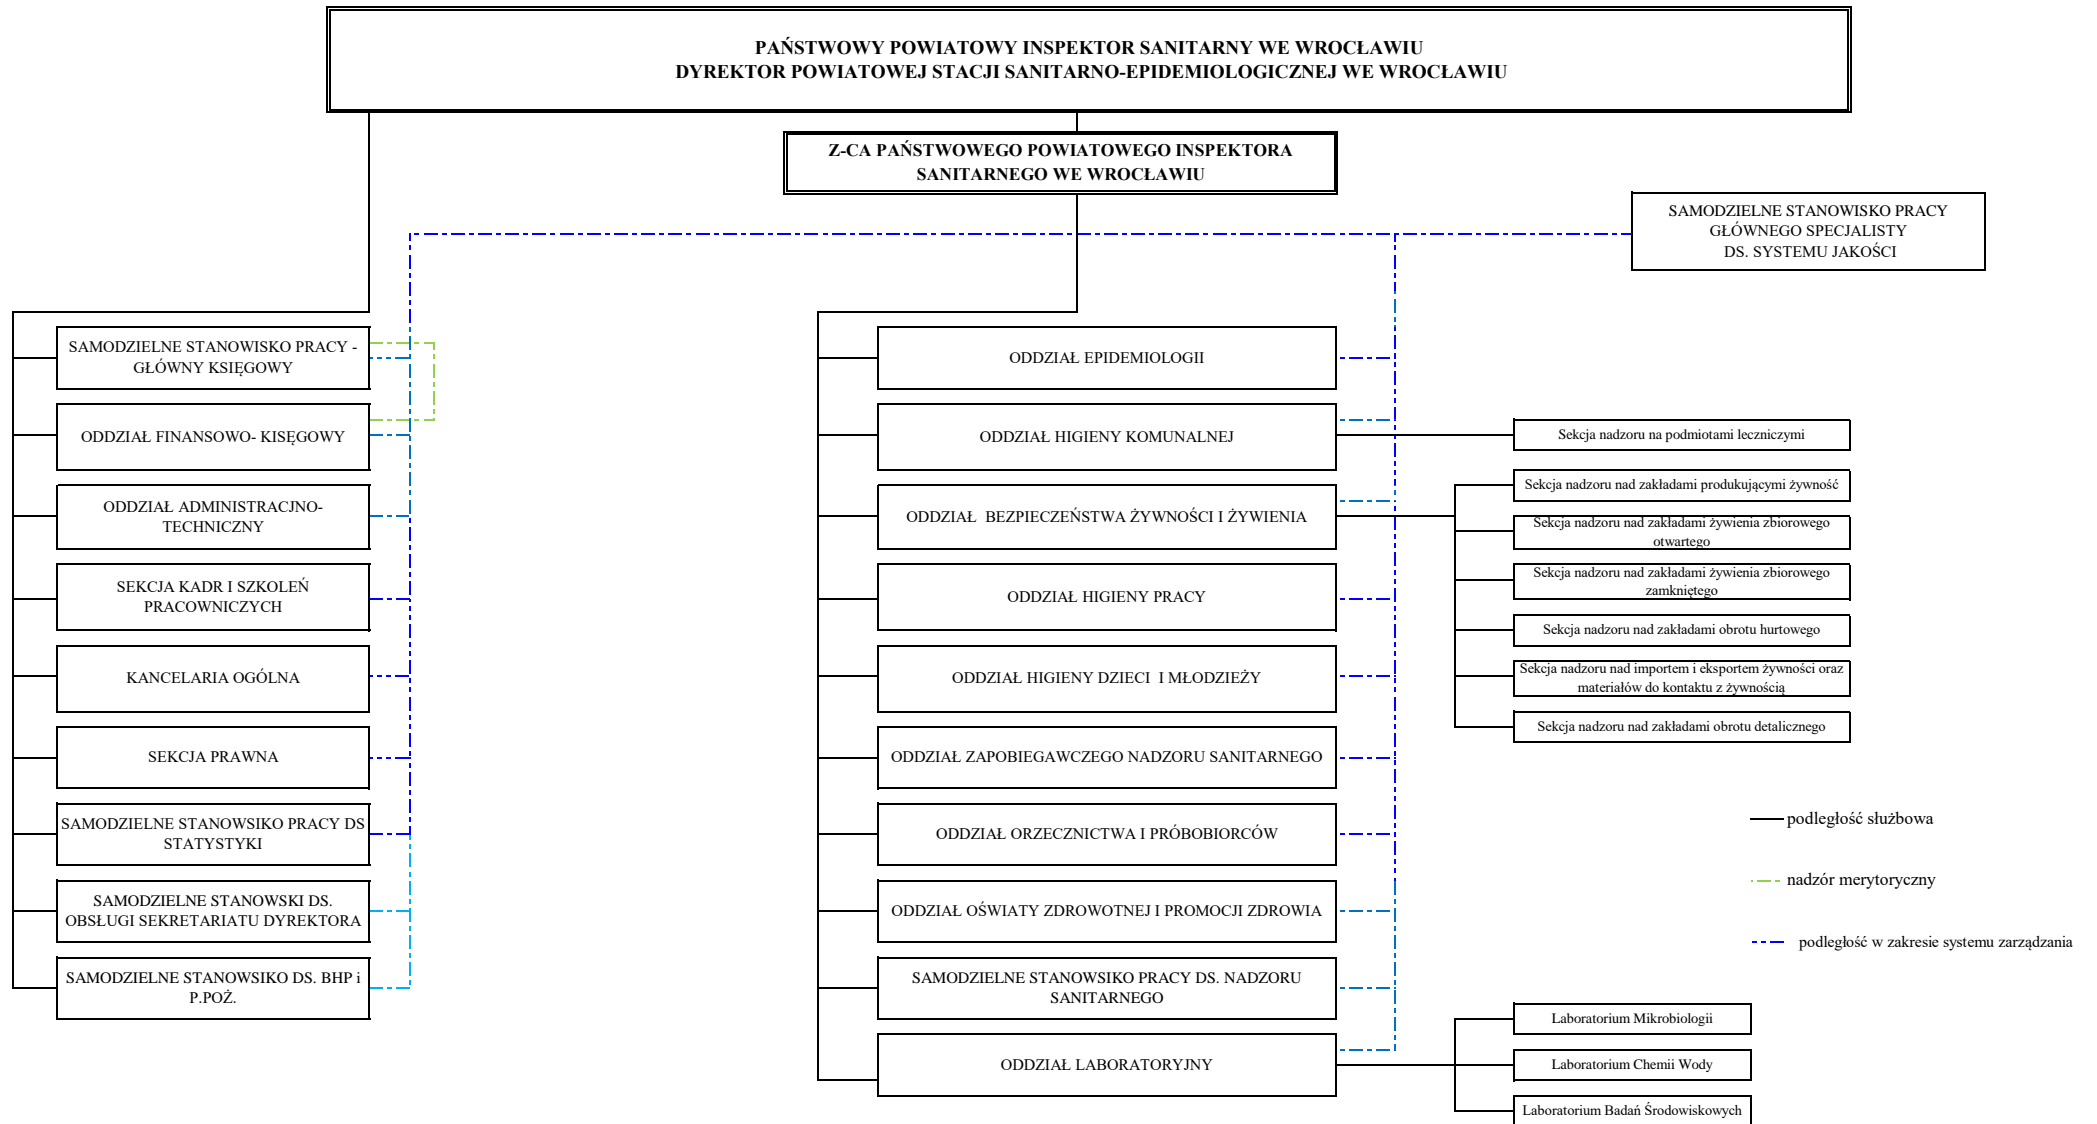 PAŃSTWOWY POWIATOWY INSPEKTOR SANITARNY WE WROCŁAWIU
DYREKTOR POWIATOWEJ STACJI SANITARNO-EPIDEMIOLOGICZNEJ WE WROCŁAWIU
Z-CA PAŃSTWOWEGO POWIATOWEGO INSPEKTORA
SANITARNEGO WE WROCŁAWIU
SAMODZIELNE STANOWISKO PRACY
GŁÓWNEGO SPECJALISTY
DS. SYSTEMU JAKOŚCI
SAMODZIELNE STANOWISKO PRACY -
GŁÓWNY KSIĘGOWY
ODDZIAŁ FINANSOWO- KISĘGOWY
ODDZIAŁ ADMINISTRACJNO-
TECHNICZNY
SEKCJA KADR I SZKOLEŃ
PRACOWNICZYCH
KANCELARIA OGÓLNA
SEKCJA PRAWNA
SAMODZIELNE STANOWSIKO PRACY DS
STATYSTYKI
SAMODZIELNE STANOWSKI DS.
OBSŁUGI SEKRETARIATU DYREKTORA
SAMODZIELNE STANOWSIKO DS. BHP i
P.POŻ.
ODDZIAŁ EPIDEMIOLOGII
ODDZIAŁ HIGIENY KOMUNALNEJ
ODDZIAŁ BEZPIECZEŃSTWA ŻYWNOŚCI I ŻYWIENIA
ODDZIAŁ HIGIENY PRACY
ODDZIAŁ HIGIENY DZIECI I MŁODZIEŻY
ODDZIAŁ ZAPOBIEGAWCZEGO NADZORU SANITARNEGO
ODDZIAŁ ORZECZNICTWA I PRÓBOBIORCÓW
ODDZIAŁ OŚWIATY ZDROWOTNEJ I PROMOCJI ZDROWIA
SAMODZIELNE STANOWSIKO PRACY DS. NADZORU
SANITARNEGO
ODDZIAŁ LABORATORYJNY
Sekcja nadzoru na podmiotami leczniczymi
Sekcja nadzoru nad zakładami produkującymi żywność
Sekcja nadzoru nad zakładami żywienia zbiorowego
otwartego
Sekcja nadzoru nad zakładami żywienia zbiorowego
zamkniętego
Sekcja nadzoru nad zakładami obrotu hurtowego
Sekcja nadzoru nad importem i eksportem żywności oraz
materiałów do kontaktu z żywnością
Sekcja nadzoru nad zakładami obrotu detalicznego
podległość służbowa
nadzór merytoryczny
podległość w zakresie systemu zarządzania
Laboratorium Mikrobiologii
Laboratorium Chemii Wody
Laboratorium Badań Środowiskowych